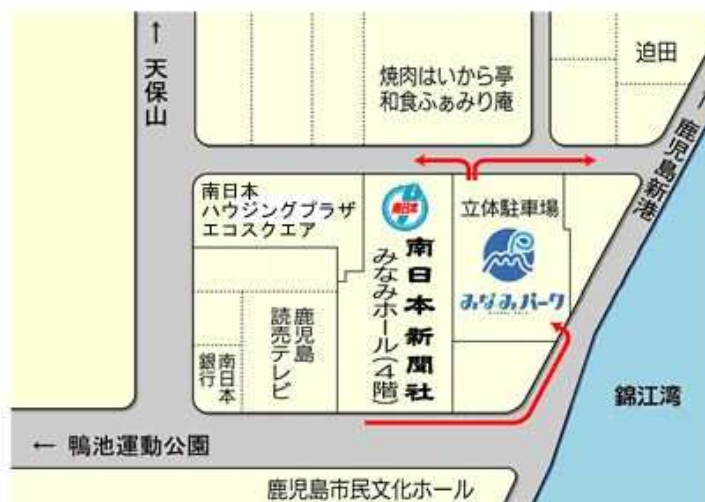 ↑天保山
焼肉はいから亭
和食ふぁみり庵
迫田
↑鹿児島新港
南日本
ハウジングプラザ
エコスクエア
南日本
南日本新聞社
みなみホール(4階)
立体駐車場
みなみパーク
鹿児島
読売テレビ
南日本
銀行
錦江湾
← 鴨池運動公園
鹿児島市民文化ホール